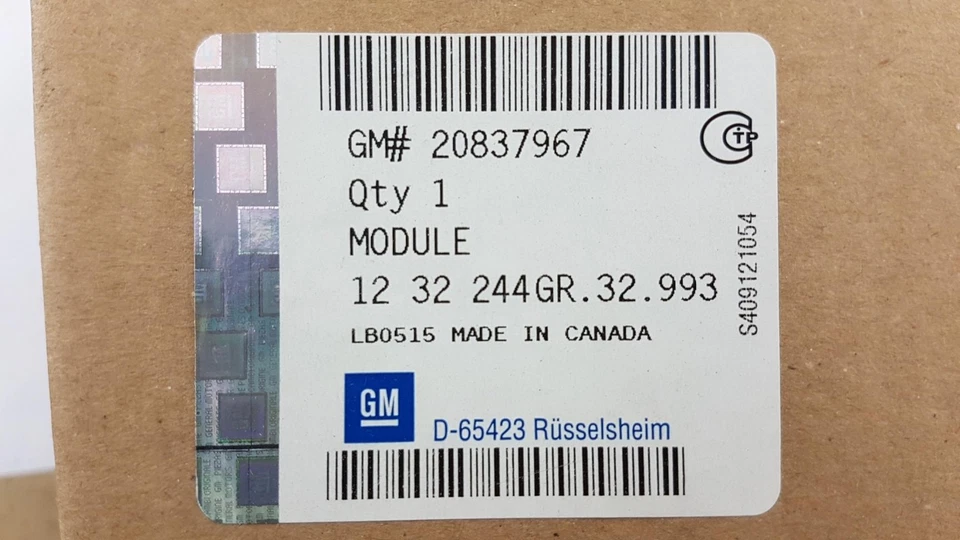 GM# 20837967
Qty 1
MODULE
12 32 244GR.32.993
LB0515 MADE IN CANADA
GM
D-65423 Rüsselsheim
S409121054